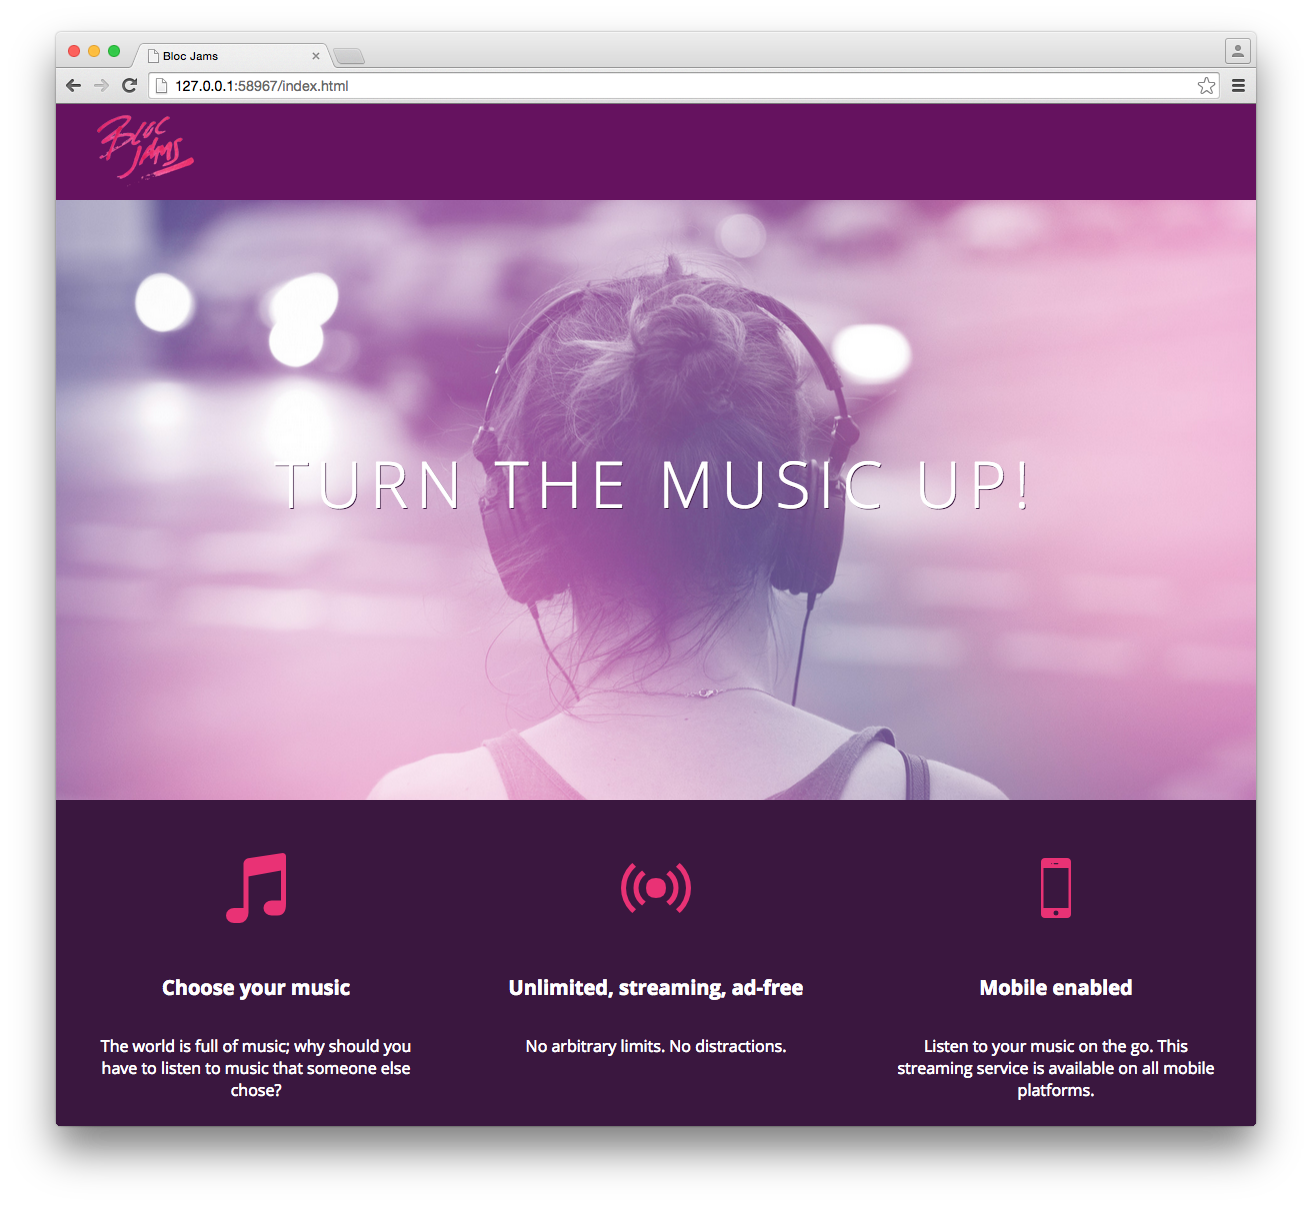 Bloc Jams
127.0.0.1:58967/index.html
BLOC
JAMS
TURN THE MUSIC UP!
Choose your music
Unlimited, streaming, ad-free
Mobile enabled
The world is full of music; why should you
have to listen to music that someone else
chose?
No arbitrary limits. No distractions.
Listen to your music on the go. This
streaming service is available on all mobile
platforms.